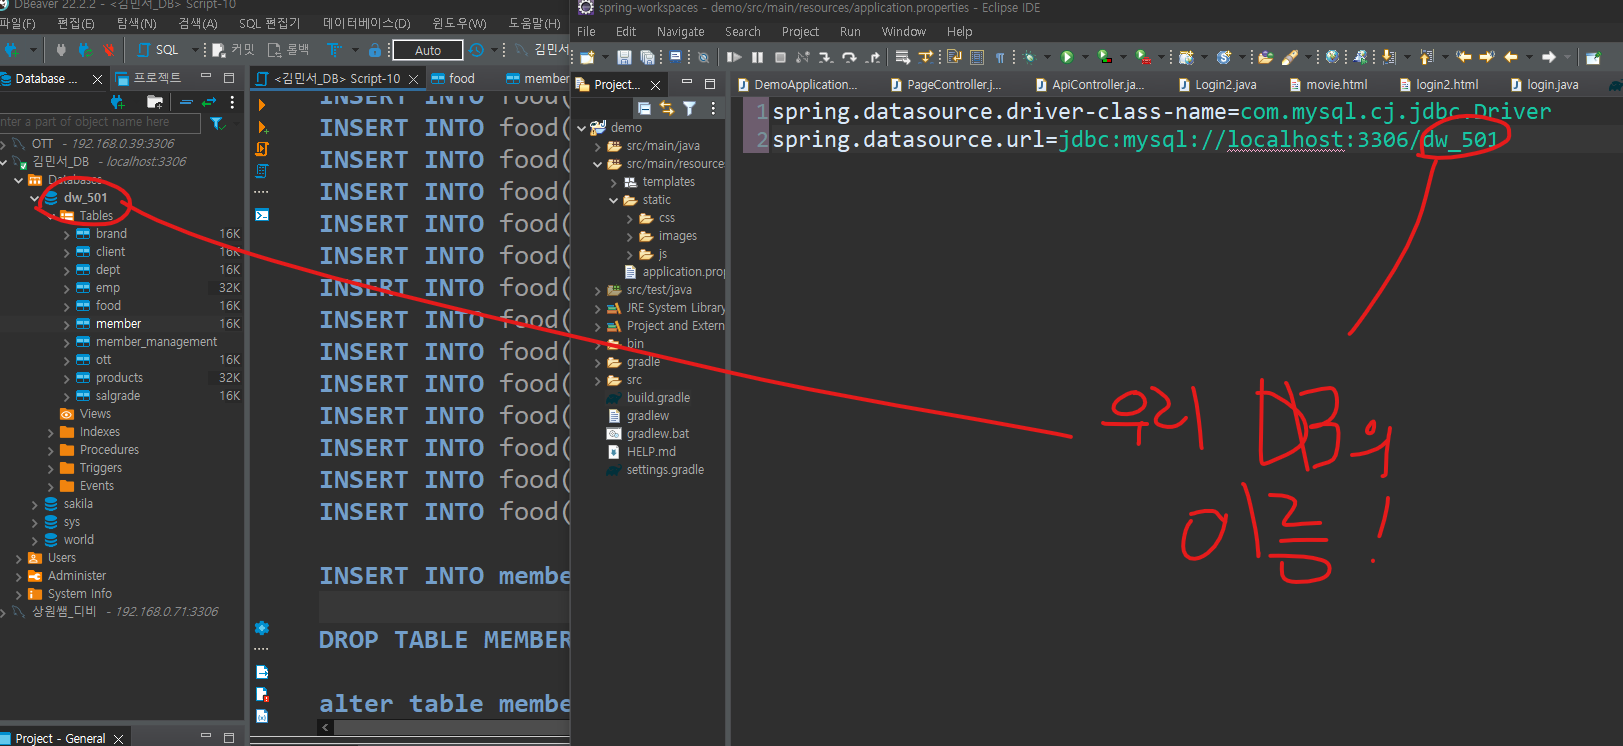 DBeaver 22.2.2 - <김민서_DB> Script-10
파일(F) 편집(E) 탐색(N) 검색(A) SQL 편집기 데이터베이스(D) 윈도우(W) 도움말(H)
SQL 커밋 롤백 Auto 김민서
Database ... 프로젝트
enter a part of object name here
OTT - 192.168.0.39:3306
김민서_DB - localhost:3306
Databases
dw_501
Tables
brand 16K
client 16K
dept 16K
emp 32K
food 16K
member 16K
member_management
ott 16K
products 32K
salgrade 16K
Views
Indexes
Procedures
Triggers
Events
sakila
sys
world
Users
Administer
System Info
상원쌤_디비 - 192.168.0.71:3306
Project - General
<김민서_DB> Script-10 food member
INSERT INTO food(
INSERT INTO food(
INSERT INTO food(
INSERT INTO food(
INSERT INTO food(
INSERT INTO food(
INSERT INTO food(
INSERT INTO food(
INSERT INTO food(
INSERT INTO food(
INSERT INTO food(
INSERT INTO food(
INSERT INTO food(
INSERT INTO food(
INSERT INTO membe
DROP TABLE MEMBER
alter table membe
spring-workspaces - demo/src/main/resources/application.properties - Eclipse IDE
File Edit Navigate Search Project Run Window Help
Project...
demo
src/main/java
src/main/resource
templates
static
css
images
js
application.prop
src/test/java
JRE System Library
Project and Extern
bin
gradle
src
build.gradle
gradlew
gradlew.bat
HELP.md
settings.gradle
DemoApplication... PageController.j... ApiController.ja... Login2.java movie.html login2.html login.java
1 spring.datasource.driver-class-name=com.mysql.cj.jdbc.Driver
2 spring.datasource.url=jdbc:mysql://localhost:3306/dw_501
우리 DB의
이름!